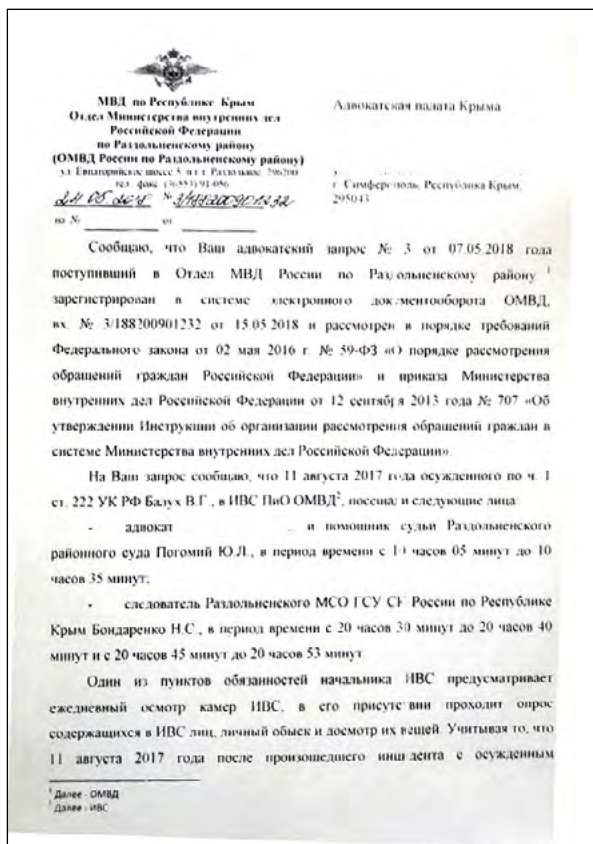 МВД по Республике Крым
Отдел Министерства внутренних дел
Российской Федерации
по Раздольненскому району
(ОМВД России по Раздольненскому району)
ул. Евпаторийское шоссе 5, п.г.т. Раздольное, 296200
тел. факс (36553) 91-056
24.05.2018 № 3/188200901232
на № от
Адвокатская палата Крыма
г. Симферополь, Республика Крым,
295043
Сообщаю, что Ваш адвокатский запрос № 3 от 07.05.2018 года
поступивший в Отдел МВД России по Раздольненскому району 1
зарегистрирован в системе электронного документооборота ОМВД,
вх. № 3/188200901232 от 15.05.2018 и рассмотрен в порядке требований
Федерального закона от 02 мая 2016 г. № 59-ФЗ «О порядке рассмотрения
обращений граждан Российской Федерации» и приказа Министерства
внутренних дел Российской Федерации от 12 сентября 2013 года № 707 «Об
утверждении Инструкции об организации рассмотрения обращений граждан в
системе Министерства внутренних дел Российской Федерации».
На Ваш запрос сообщаю, что 11 августа 2017 года осужденного по ч. 1
ст. 222 УК РФ Балух В.Г., в ИВС ПиО ОМВД2, посещали следующие лица:
- адвокат и помощник судьи Раздольненского
районного суда Погомий Ю.Л., в период времени с 10 часов 05 минут до 10
часов 35 минут;
- следователь Раздольненского МСО ГСУ СК России по Республике
Крым Бондаренко Н.С., в период времени с 20 часов 30 минут до 20 часов 40
минут и с 20 часов 45 минут до 20 часов 53 минут.
Один из пунктов обязанностей начальника ИВС предусматривает
ежедневный осмотр камер ИВС, в его присутствии проходит опрос
содержащихся в ИВС лиц, личный обыск и досмотр их вещей. Учитывая то, что
11 августа 2017 года после произошедшего инцидента с осужденным
1 Далее - ОМВД
2 Далее - ИВС